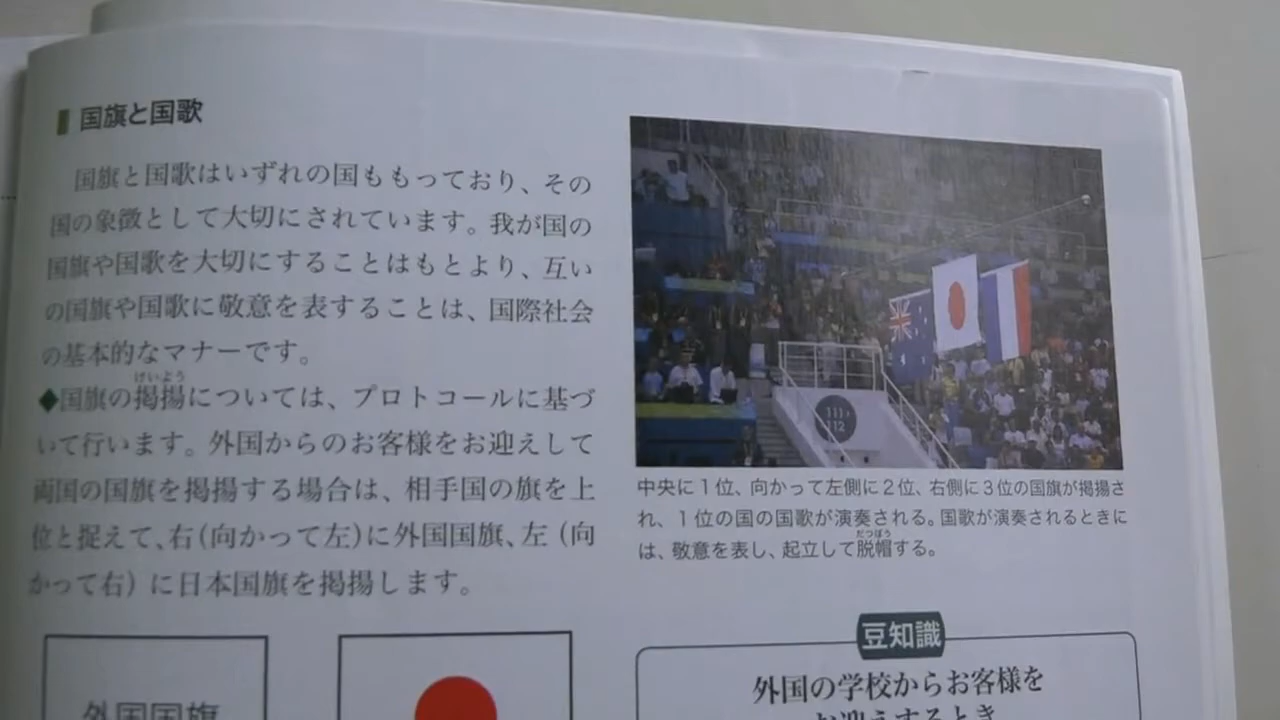 国旗と国歌
国旗と国歌はいずれの国ももっており、その
国の象徴として大切にされています。我が国の
国旗や国歌を大切にすることはもとより、互い
の国旗や国歌に敬意を表することは、国際社会
の基本的なマナーです。
けいよう
◆国旗の掲揚については、プロトコールに基づ
いて行います。外国からのお客様をお迎えして
両国の国旗を掲揚する場合は、相手国の旗を上
位と捉えて、右(向かって左)に外国国旗、左(向
かって右)に日本国旗を掲揚します。
外国国旗
111›
‹112
中央に1位、向かって左側に2位、右側に3位の国旗が掲揚さ
れ、1位の国の国歌が演奏される。国歌が演奏されるときに
だつぼう
は、敬意を表し、起立して脱帽する。
豆知識
外国の学校からお客様を
お迎えするとき